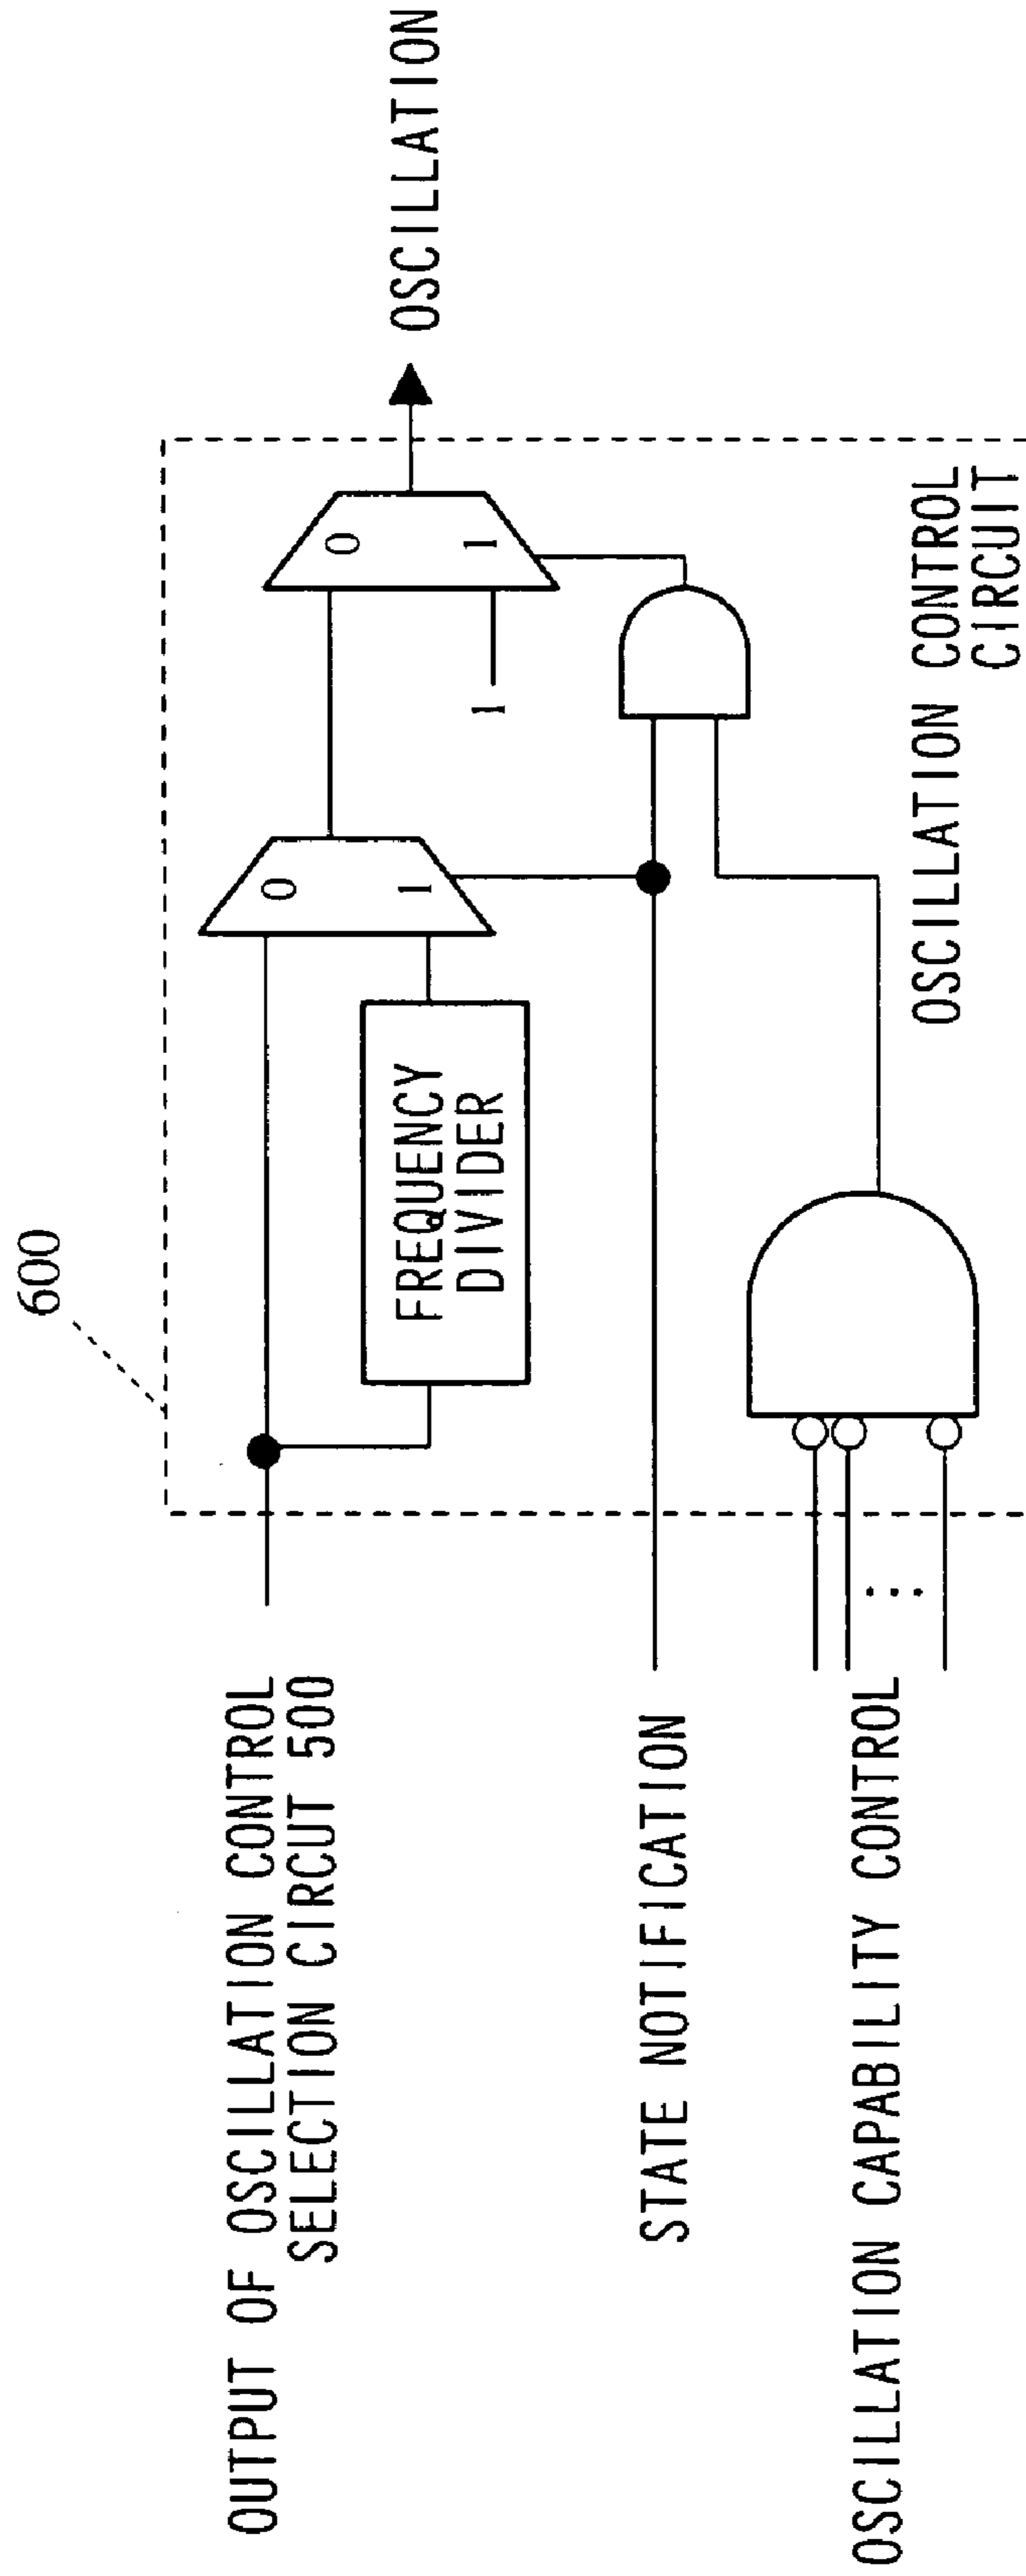 600
OUTPUT OF OSCILLATION CONTROL
SELECTION CIRCUT 500
FREQUENCY
DIVIDER
0
1
0
1
1
OSCILLATION
STATE NOTIFICATION
OSCILLATION CAPABILITY CONTROL
OSCILLATION CONTROL
CIRCUIT